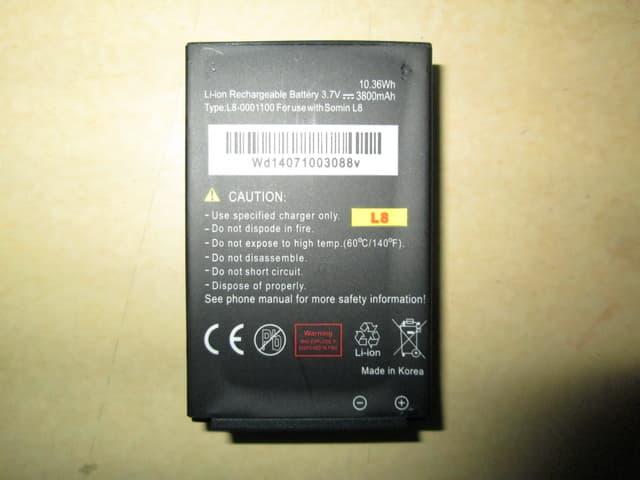 10.36Wh
Li-ion Rechargeable Battery 3.7V 3800mAh
Type:L8-0001100 For use with Somin L8
Wd14071003088v
CAUTION:
- Use specified charger only.
L8
- Do not dispode in fire.
- Do not expose to high temp.(60°C/140°F).
- Do not disassemble.
- Do not short circuit.
- Dispose of properly.
See phone manual for more safety information!
CE
Pb
Warning
Li-ion
Made in Korea